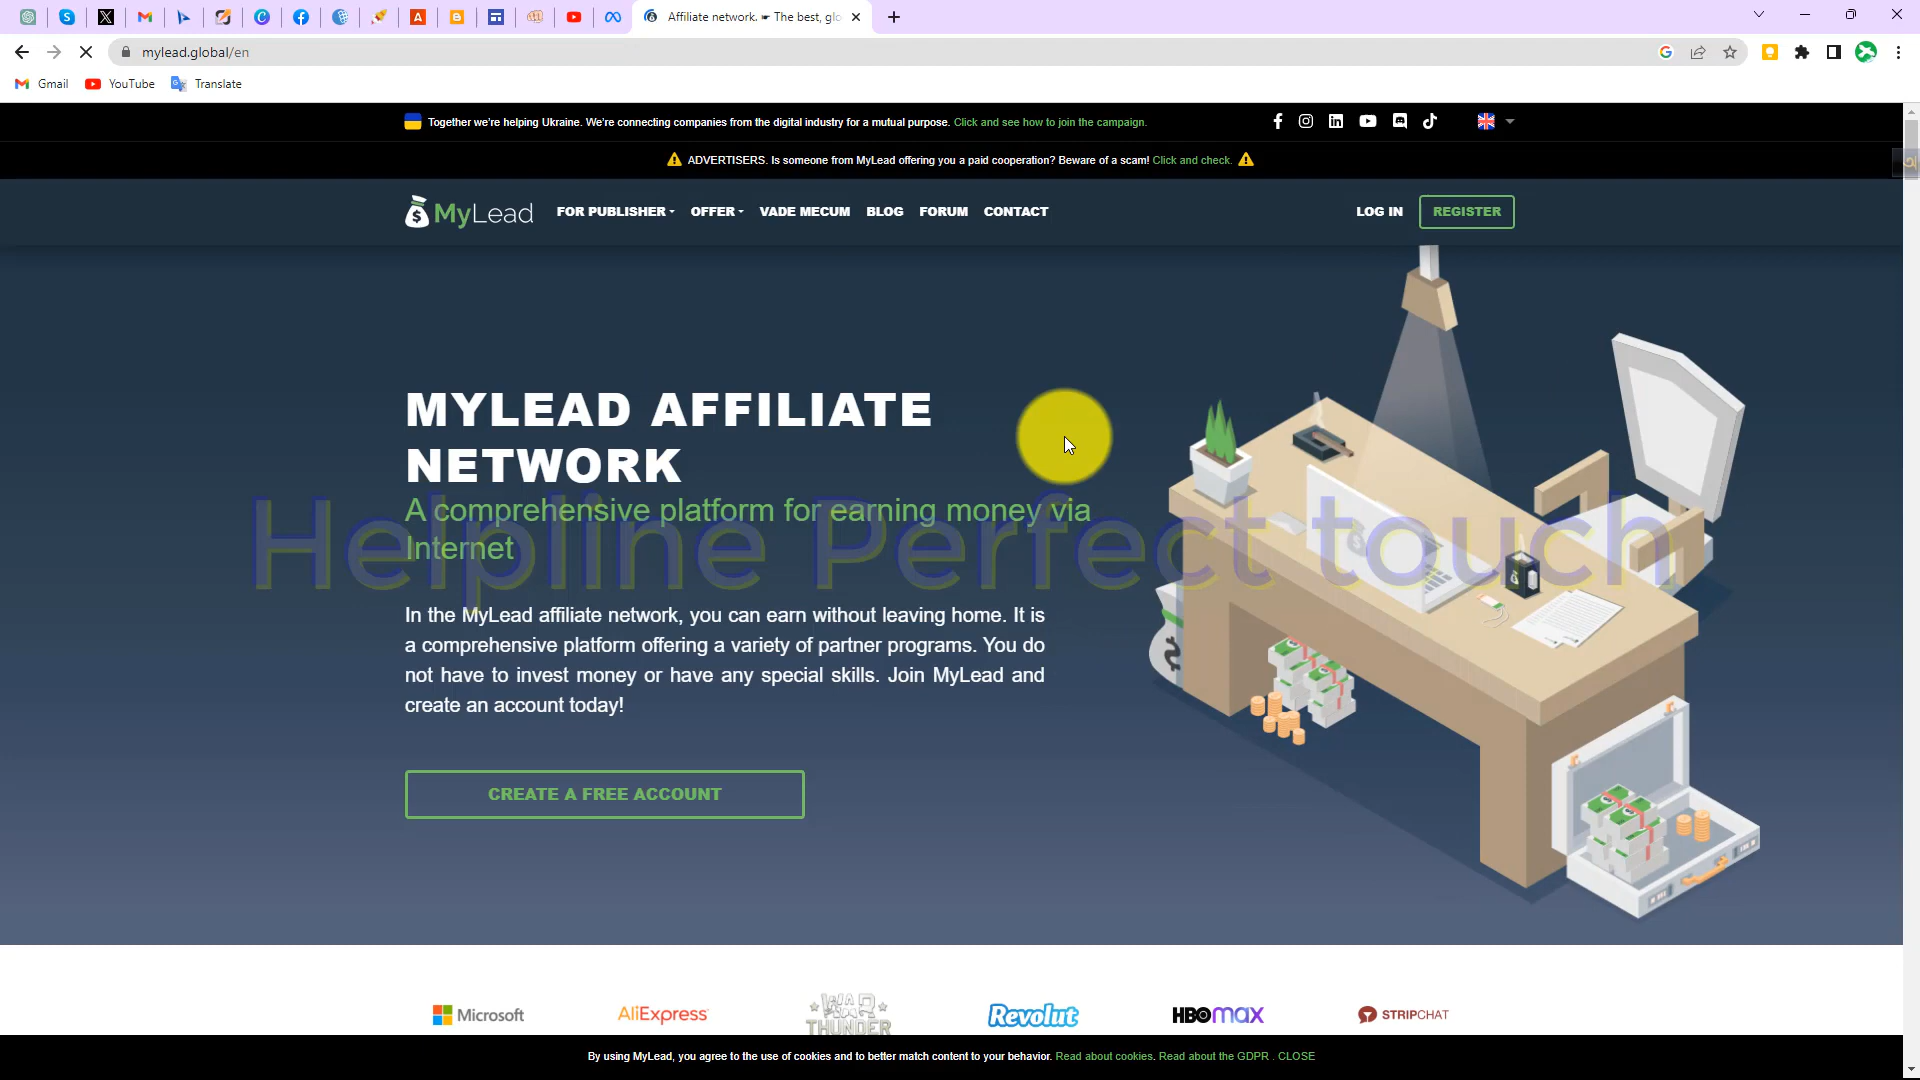 Affiliate network. ☛ The best, glo
mylead.global/en
Gmail
YouTube
Translate
Together we're helping Ukraine. We're connecting companies from the digital industry for a mutual purpose. Click and see how to join the campaign.
ADVERTISERS. Is someone from MyLead offering you a paid cooperation? Beware of a scam! Click and check.
MyLead
FOR PUBLISHER
OFFER
VADE MECUM
BLOG
FORUM
CONTACT
LOG IN
REGISTER
MYLEAD AFFILIATE
NETWORK
A comprehensive platform for earning money via
Internet
Helpline Perfect touch
In the MyLead affiliate network, you can earn without leaving home. It is
a comprehensive platform offering a variety of partner programs. You do
not have to invest money or have any special skills. Join MyLead and
create an account today!
CREATE A FREE ACCOUNT
Microsoft
AliExpress
WAR THUNDER
Revolut
HBOMAX
STRIPCHAT
By using MyLead, you agree to the use of cookies and to better match content to your behavior. Read about cookies. Read about the GDPR . CLOSE